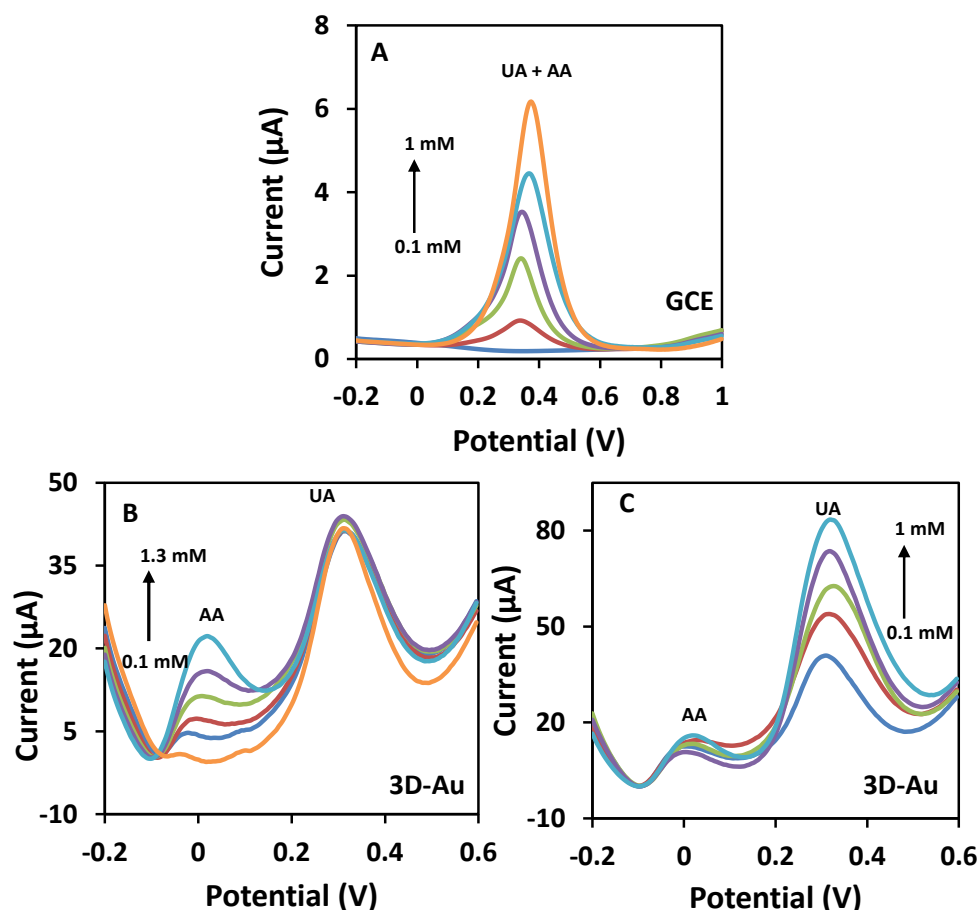 A
UA + AA
1 mM
0.1 mM
GCE
Current (µA)
8
6
4
2
0
-0.2 0 0.2 0.4 0.6 0.8 1
Potential (V)
B
UA
1.3 mM
AA
0.1 mM
3D-Au
Current (µA)
50
35
20
5
-10
-0.2 0 0.2 0.4 0.6
Potential (V)
C
UA
1 mM
0.1 mM
AA
3D-Au
Current (µA)
80
50
20
-10
-0.2 0 0.2 0.4 0.6
Potential (V)